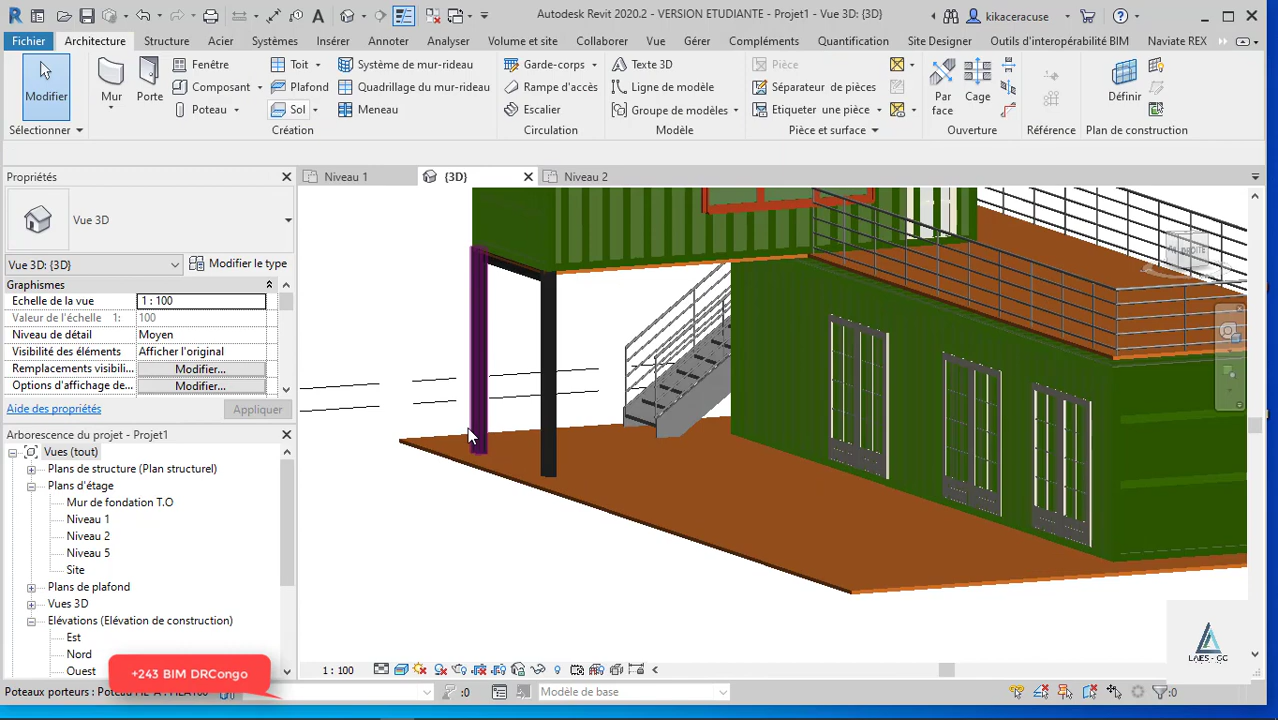 Autodesk Revit 2020.2 - VERSION ETUDIANTE - Projet1 - Vue 3D: {3D}
kikaceracuse
Fichier Architecture Structure Acier Systèmes Insérer Annoter Analyser Volume et site Collaborer Vue Gérer Compléments Quantification Site Designer Outils d'interopérabilité BIM Naviate REX
Modifier
Mur
Porte
Fenêtre
Composant
Poteau
Toit
Plafond
Sol
Système de mur-rideau
Quadrillage du mur-rideau
Meneau
Garde-corps
Rampe d'accès
Escalier
Texte 3D
Ligne de modèle
Groupe de modèles
Pièce
Séparateur de pièces
Etiqueter une pièce
Par face
Cage
Définir
Sélectionner Création Circulation Modèle Pièce et surface Ouverture Référence Plan de construction
Propriétés
Niveau 1
{3D}
Niveau 2
Vue 3D
Vue 3D: {3D}
Modifier le type
Graphismes
Echelle de la vue 1 : 100
Valeur de l'échelle 1: 100
Niveau de détail Moyen
Visibilité des éléments Afficher l'original
Remplacements visibili... Modifier...
Options d'affichage de... Modifier...
Aide des propriétés
Appliquer
Arborescence du projet - Projet1
Vues (tout)
Plans de structure (Plan structurel)
Plans d'étage
Mur de fondation T.O
Niveau 1
Niveau 2
Niveau 5
Site
Plans de plafond
Vues 3D
Elévations (Elévation de construction)
Est
Nord
Ouest
+243 BIM DRCongo
1 : 100
Poteaux porteurs :
:0
Modèle de base
:0
LAES - GC